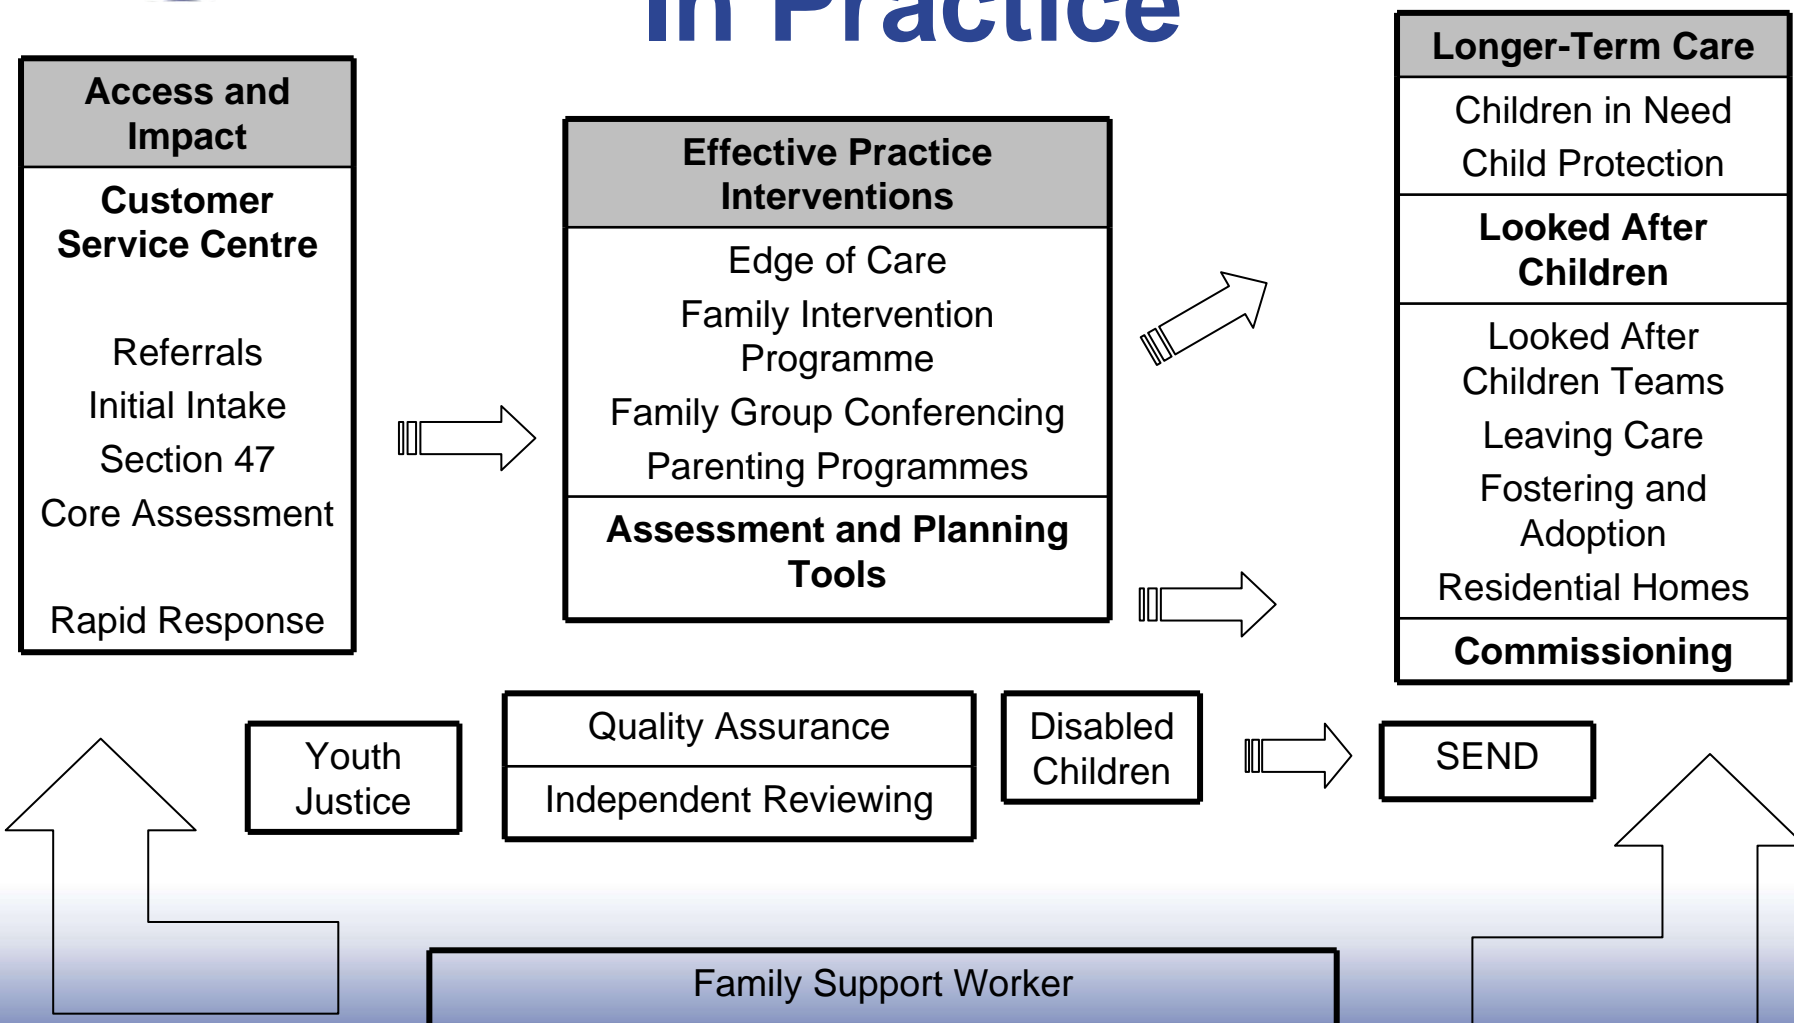 In Practice
Access and
Impact
Customer
Service Centre
Referrals
Initial Intake
Section 47
Core Assessment
Rapid Response
Effective Practice
Interventions
Edge of Care
Family Intervention
Programme
Family Group Conferencing
Parenting Programmes
Assessment and Planning
Tools
Longer-Term Care
Children in Need
Child Protection
Looked After
Children
Looked After
Children Teams
Leaving Care
Fostering and
Adoption
Residential Homes
Commissioning
Youth
Justice
Quality Assurance
Independent Reviewing
Disabled
Children
SEND
Family Support Worker